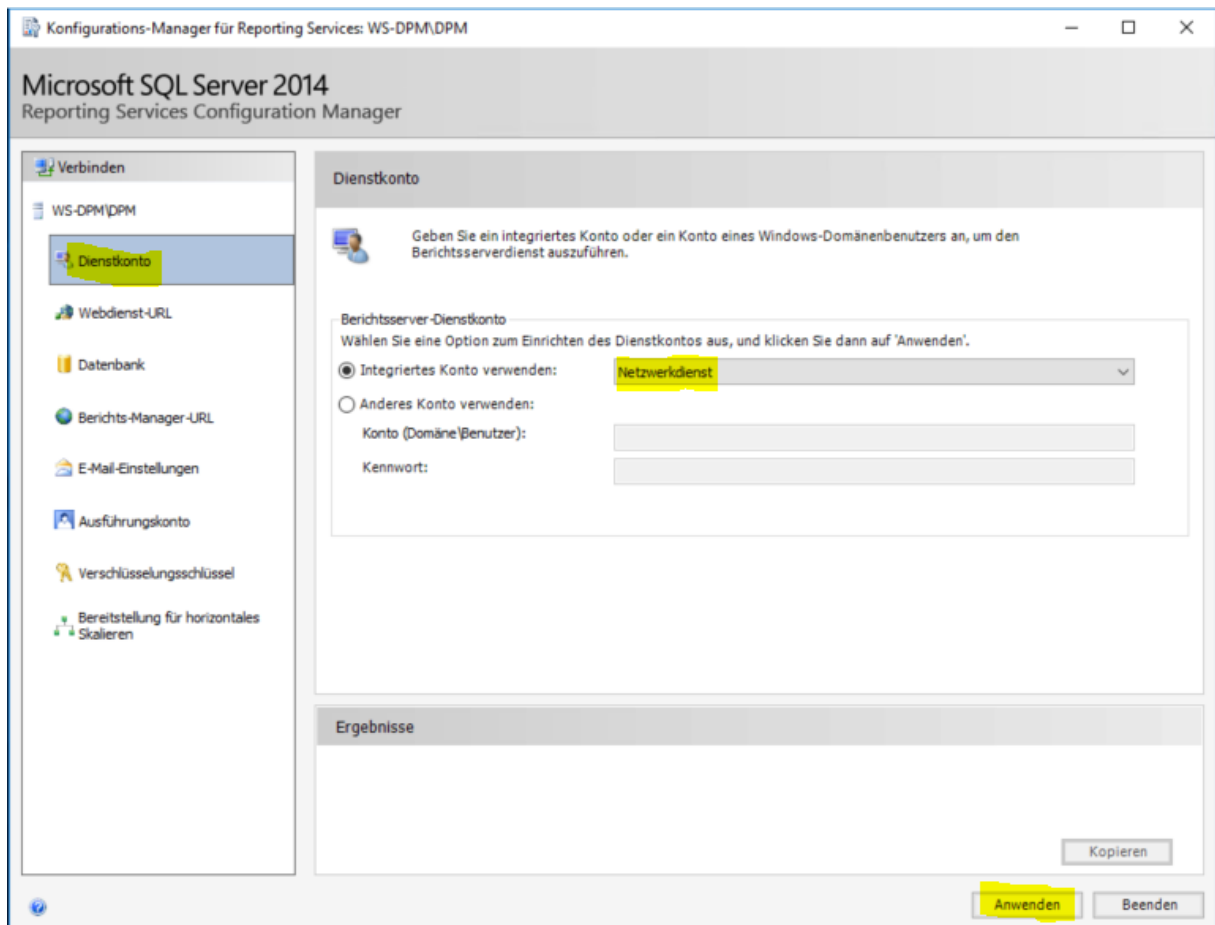 Konfigurations-Manager für Reporting Services: WS-DPM\DPM
Microsoft SQL Server 2014
Reporting Services Configuration Manager
Verbinden
WS-DPM\DPM
Dienstkonto
Webdienst-URL
Datenbank
Berichts-Manager-URL
E-Mail-Einstellungen
Ausführungskonto
Verschlüsselungsschlüssel
Bereitstellung für horizontales
Skalieren
Dienstkonto
Geben Sie ein integriertes Konto oder ein Konto eines Windows-Domänenbenutzers an, um den
Berichtsserverdienst auszuführen.
Berichtsserver-Dienstkonto
Wählen Sie eine Option zum Einrichten des Dienstkontos aus, und klicken Sie dann auf 'Anwenden'.
Integriertes Konto verwenden:
Netzwerkdienst
Anderes Konto verwenden:
Konto (Domäne\Benutzer):
Kennwort:
Ergebnisse
Kopieren
Anwenden
Beenden